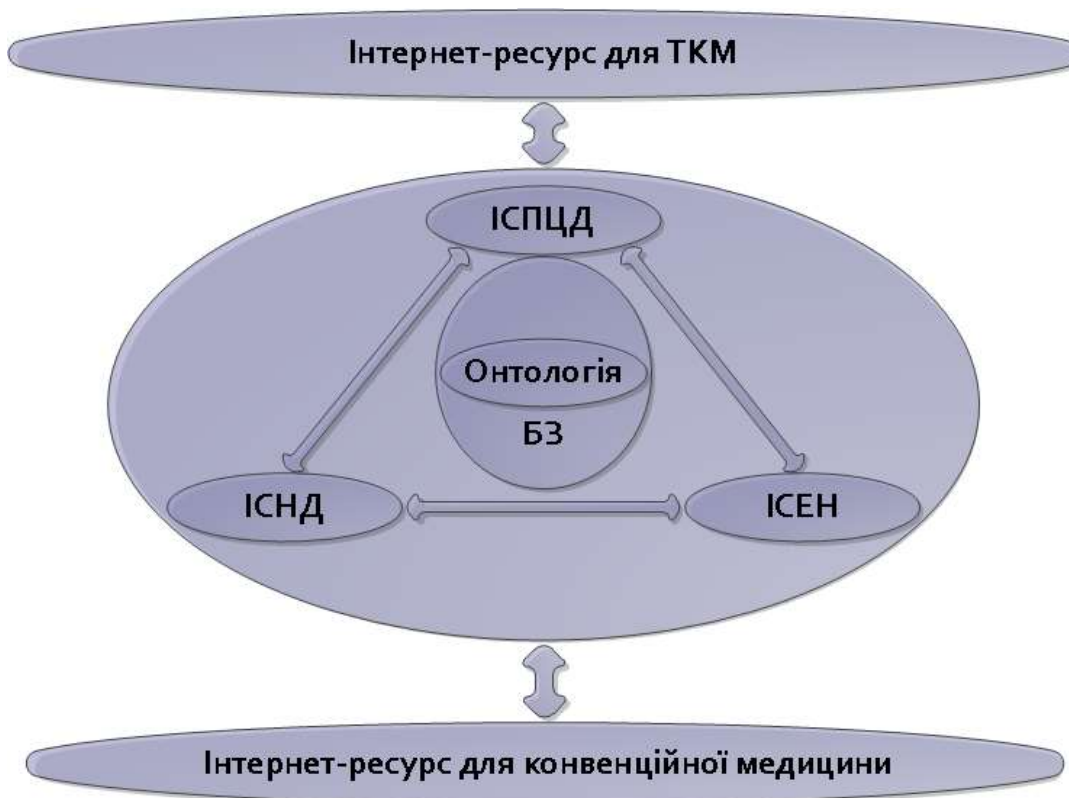 Інтернет-ресурс для ТКМ
ІСПЦД
Онтологія
БЗ
ІСНД
ІСЕН
Інтернет-ресурс для конвенційної медицини